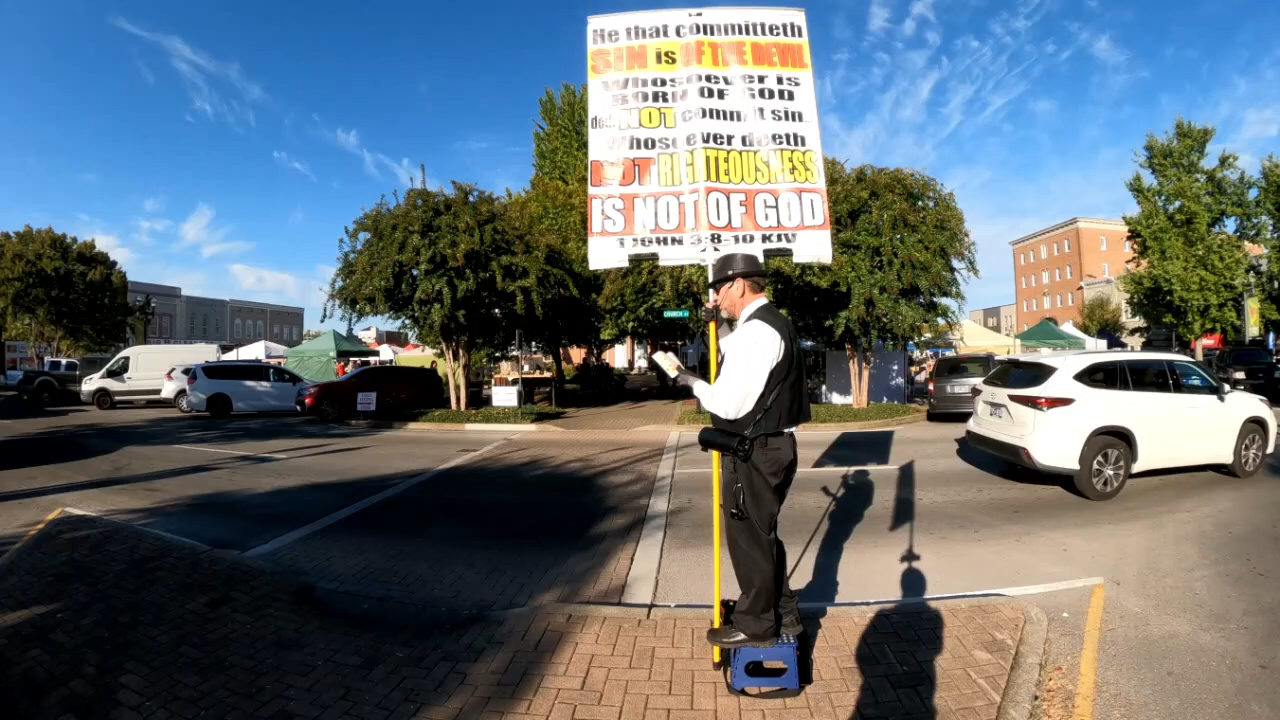 He that committeth
SIN is OF THE DEVIL
Whosoever is
BORN OF GOD
NOT commit sin..
Whosoever doeth
NOT RIGHTEOUSNESS
IS NOT OF GOD
1 JOHN 3:8-10 KJV
CHURCH